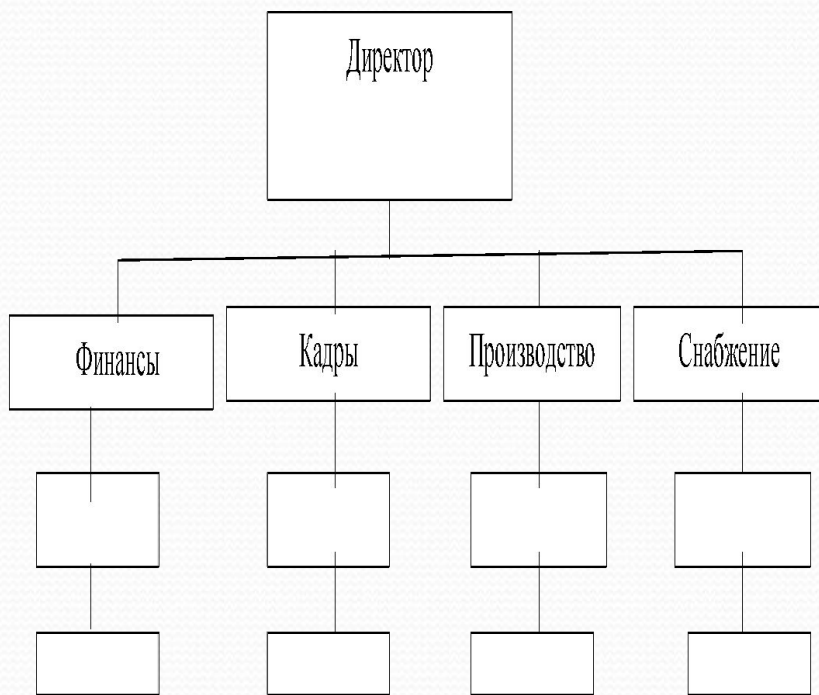 Директор
Финансы
Кадры
Производство
Снабжение